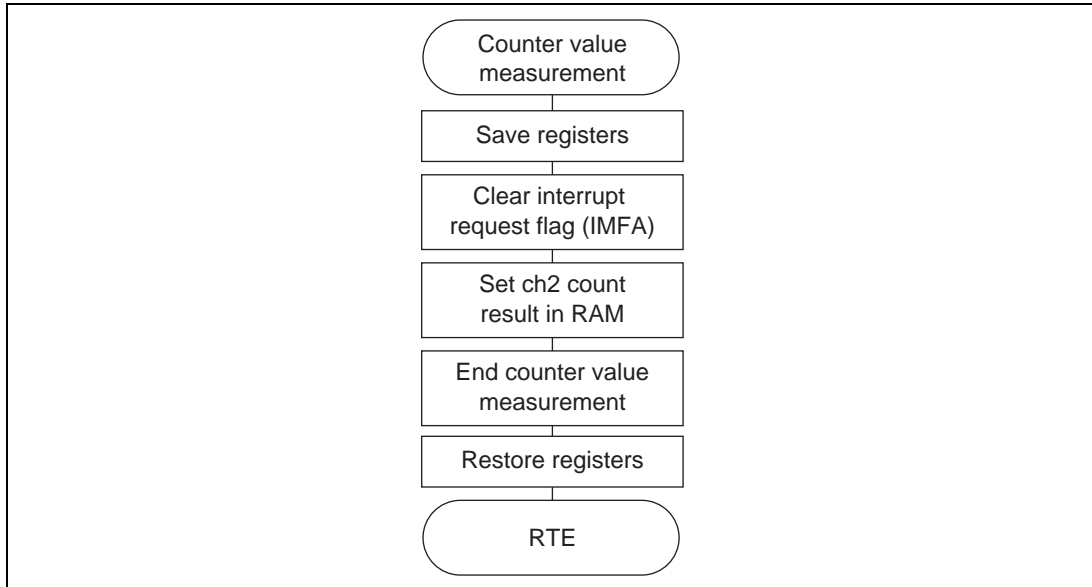 Counter value
measurement
Save registers
Clear interrupt
request flag (IMFA)
Set ch2 count
result in RAM
End counter value
measurement
Restore registers
RTE